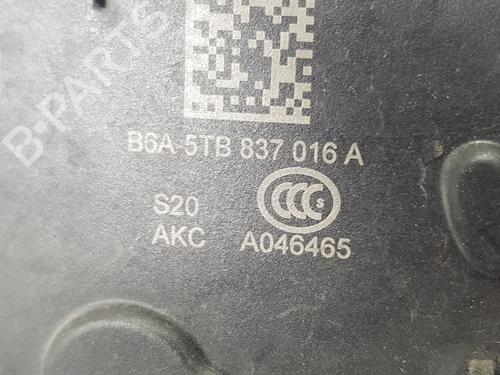 B-PARTS
B6A 5TB 837 016 A
S20
CCC S
AKC A046465